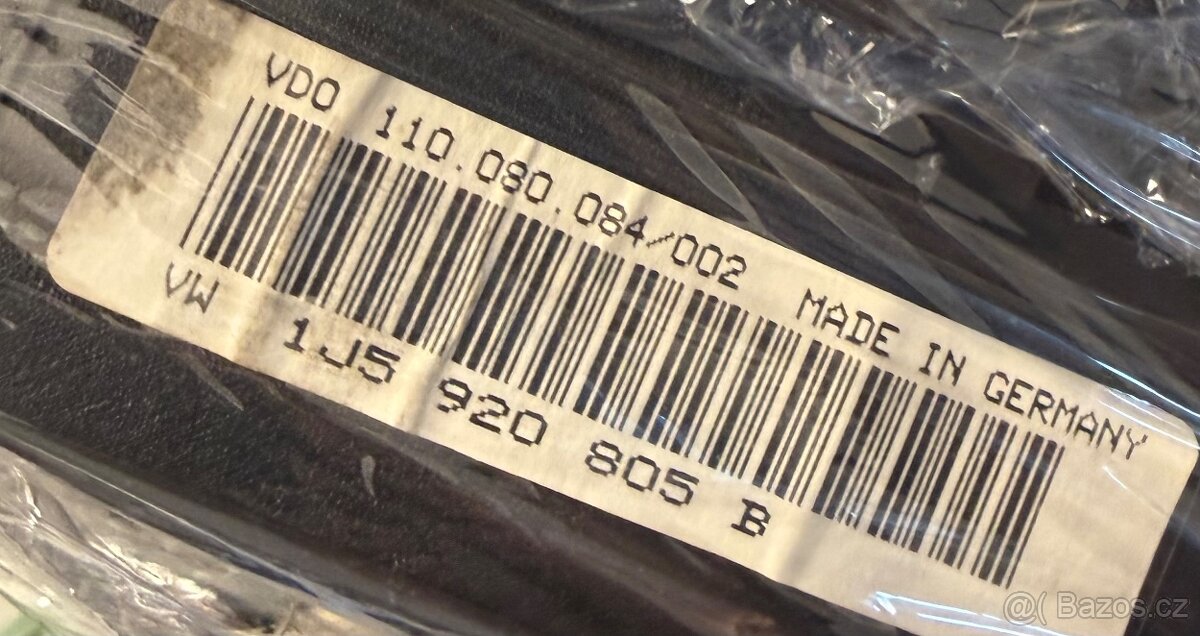 VDO 110.080.084/002 MADE IN GERMANY
VW 1J5 920 805 B
@( Bazos.cz